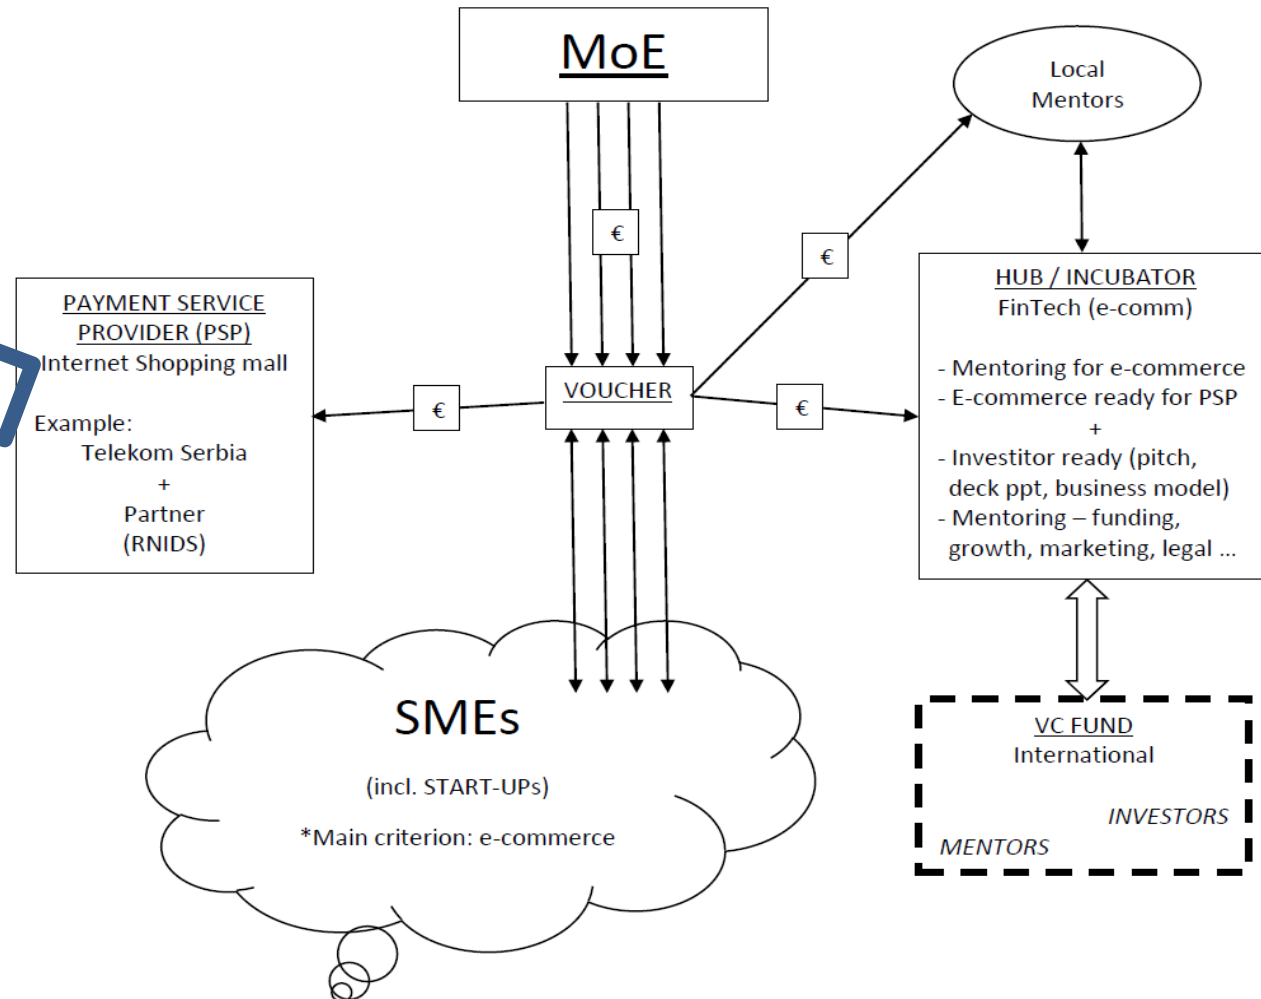 MoE
Local
Mentors
€
€
PAYMENT SERVICE
PROVIDER (PSP)
Internet Shopping mall
Example:
Telekom Serbia
+
Partner
(RNIDS)
€
VOUCHER
€
HUB / INCUBATOR
FinTech (e-comm)
- Mentoring for e-commerce
- E-commerce ready for PSP
+
- Investitor ready (pitch,
deck ppt, business model)
- Mentoring – funding,
growth, marketing, legal ...
SMEs
(incl. START-UPs)
*Main criterion: e-commerce
VC FUND
International
INVESTORS
MENTORS